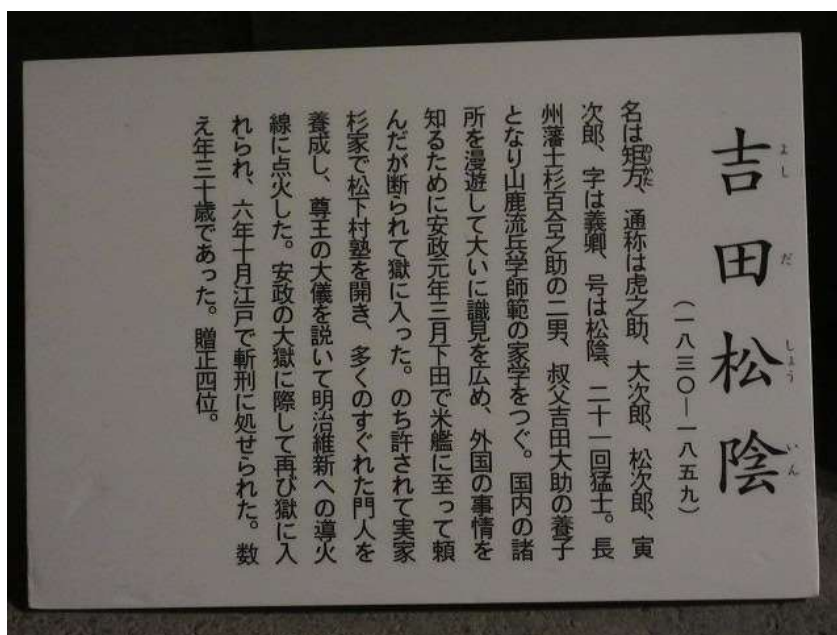 吉田松陰
よしだしょういん
(一八三〇―一八五九)
名は矩方、通称は虎之助、大次郎、松次郎、寅
のりかた
次郎、字は義卿、号は松陰、二十一回猛士。長
州藩士杉百合之助の二男、叔父吉田大助の養子
となり山鹿流兵学師範の家学をつぐ。国内の諸
所を漫遊して大いに識見を広め、外国の事情を
知るために安政元年三月下田で米艦に至って頼
んだが断られて獄に入った。のち許されて実家
杉家で松下村塾を開き、多くのすぐれた門人を
養成し、尊王の大儀を説いて明治維新への導火
線に点火した。安政の大獄に際して再び獄に入
れられ、六年十月江戸で斬刑に処せられた。数
え年三十歳であった。贈正四位。